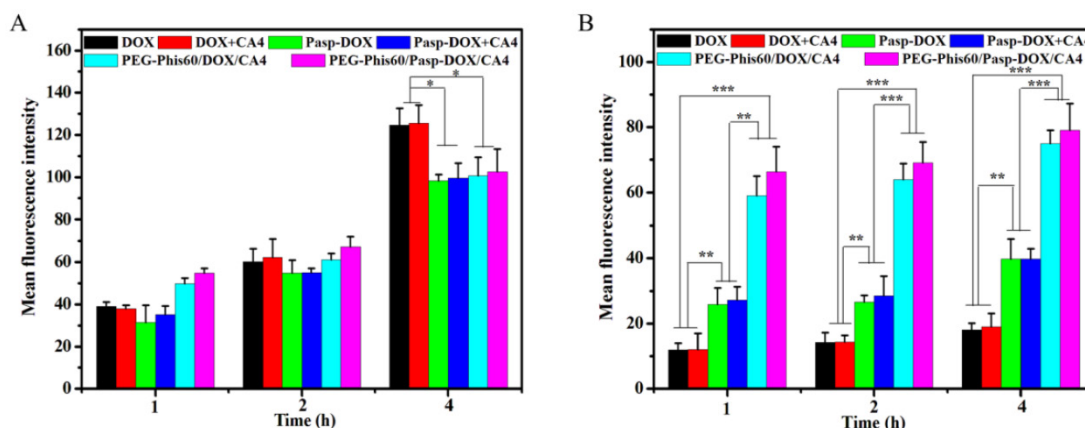 A
DOX DOX+CA4 Pasp-DOX Pasp-DOX+CA4
PEG-Phis60/DOX/CA4 PEG-Phis60/Pasp-DOX/CA4
Mean fluorescence intensity
160
140
120
100
80
60
40
20
0
*
*
1 2 4
Time (h)
B
DOX DOX+CA4 Pasp-DOX Pasp-DOX+CA4
PEG-Phis60/DOX/CA4 PEG-Phis60/Pasp-DOX/CA4
Mean fluorescence intensity
100
80
60
40
20
0
***
**
**
***
***
**
***
***
**
1 2 4
Time (h)